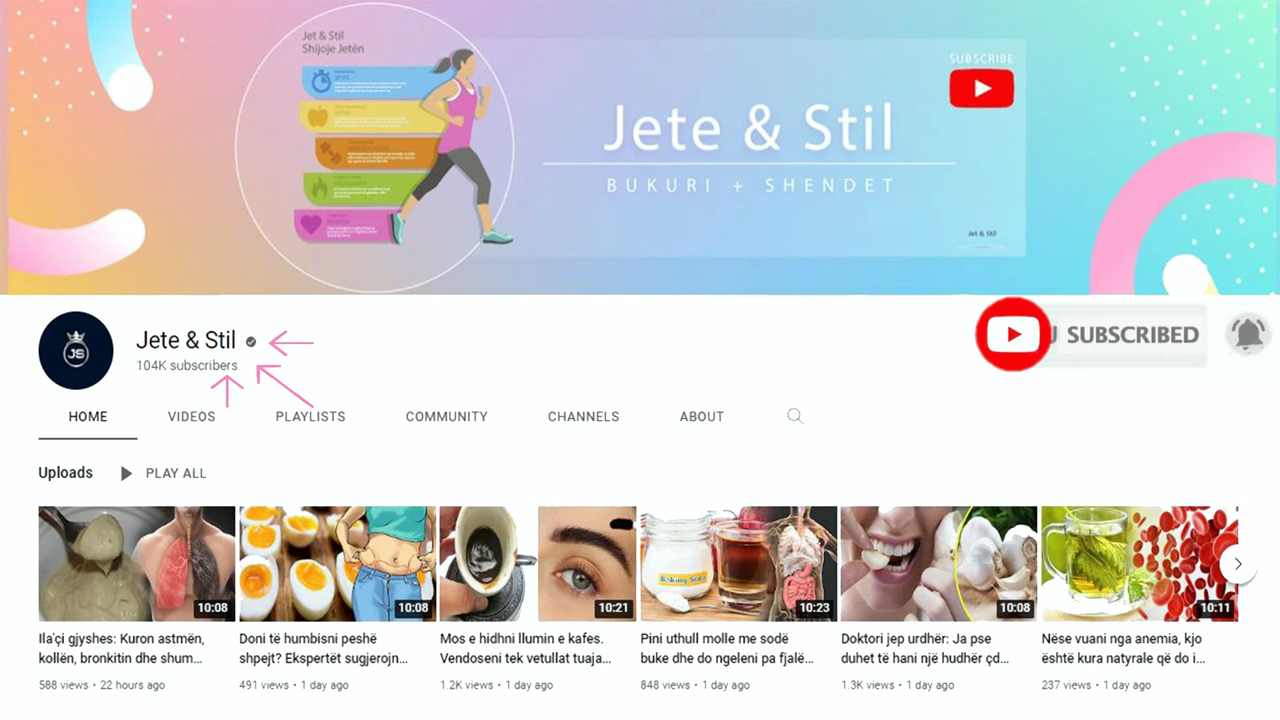 Jet & Stil
Shijoje Jetën
SUBSCRIBE
Jete & Stil
BUKURI + SHENDET
Jet & Stil
JS
Jete & Stil
104K subscribers
SUBSCRIBED
HOME VIDEOS PLAYLISTS COMMUNITY CHANNELS ABOUT
Uploads PLAY ALL
Baking Soda
10:08 10:08 10:21 10:23 10:08 10:11
Ila'çi gjyshes: Kuron astmën,
kollën, bronkitin dhe shum...
588 views • 22 hours ago
Doni të humbisni peshë
shpejt? Ekspertët sugjerojn...
491 views • 1 day ago
Mos e hidhni llumin e kafes.
Vendoseni tek vetullat tuaja...
1.2K views • 1 day ago
Pini uthull molle me sodë
buke dhe do ngeleni pa fjalë...
848 views • 1 day ago
Doktori jep urdhër: Ja pse
duhet të hani një hudhër çd...
1.3K views • 1 day ago
Nëse vuani nga anemia, kjo
është kura natyrale që do i...
237 views • 1 day ago